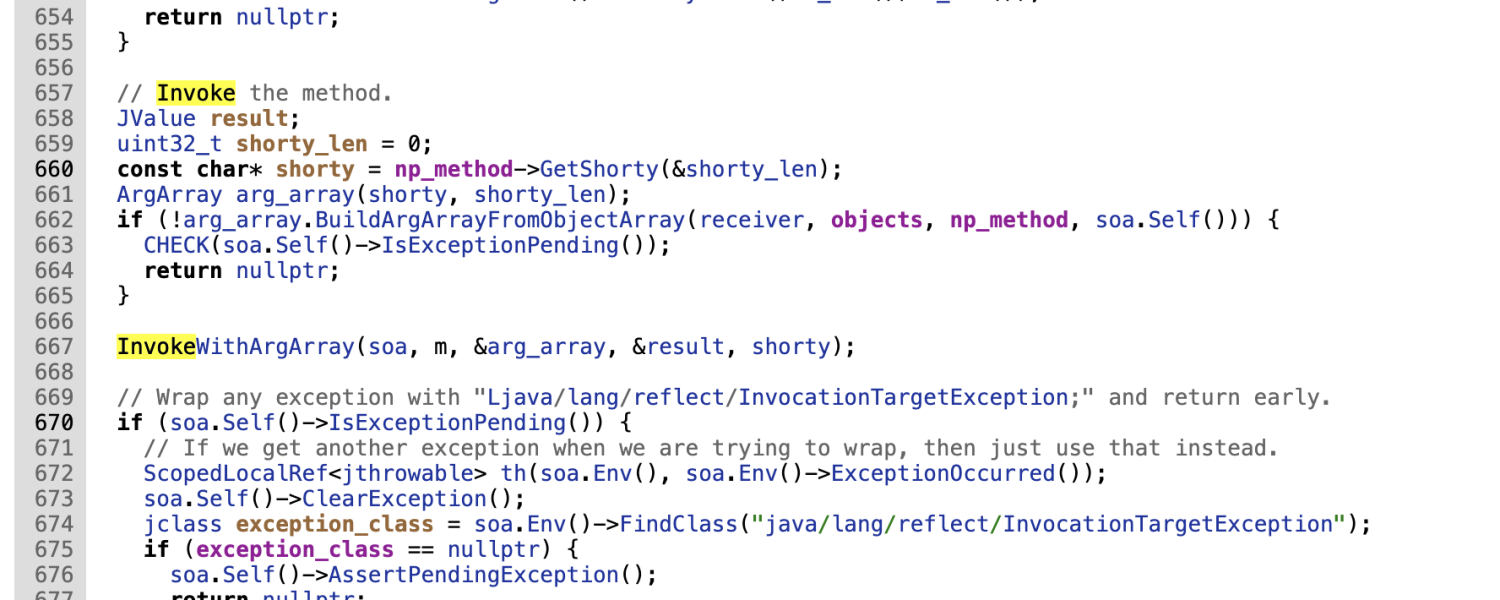 654 return nullptr;
655 }
656
657 // Invoke the method.
658 JValue result;
659 uint32_t shorty_len = 0;
660 const char* shorty = np_method->GetShorty(&shorty_len);
661 ArgArray arg_array(shorty, shorty_len);
662 if (!arg_array.BuildArgArrayFromObjectArray(receiver, objects, np_method, soa.Self())) {
663 CHECK(soa.Self()->IsExceptionPending());
664 return nullptr;
665 }
666
667 InvokeWithArgArray(soa, m, &arg_array, &result, shorty);
668
669 // Wrap any exception with "Ljava/lang/reflect/InvocationTargetException;" and return early.
670 if (soa.Self()->IsExceptionPending()) {
671 // If we get another exception when we are trying to wrap, then just use that instead.
672 ScopedLocalRef<jthrowable> th(soa.Env(), soa.Env()->ExceptionOccurred());
673 soa.Self()->ClearException();
674 jclass exception_class = soa.Env()->FindClass("java/lang/reflect/InvocationTargetException");
675 if (exception_class == nullptr) {
676 soa.Self()->AssertPendingException();
677 return nullptr;